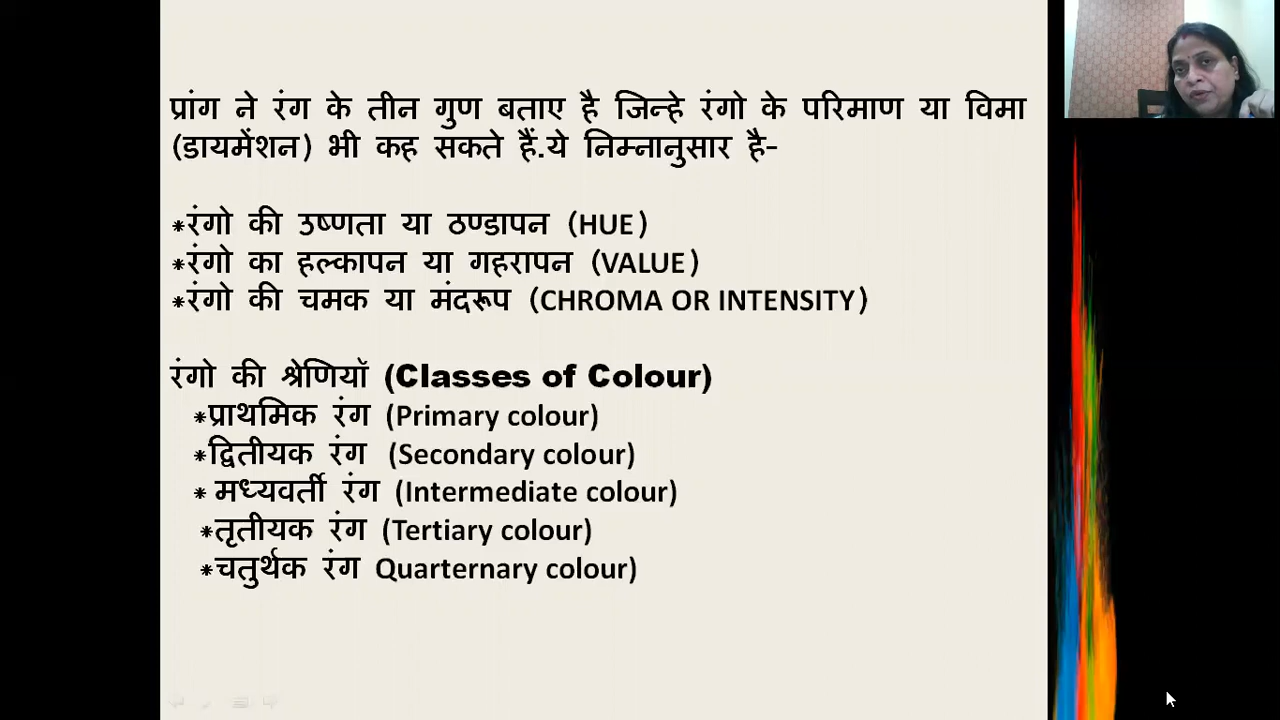 प्रांग ने रंग के तीन गुण बताए है जिन्हे रंगो के परिमाण या विमा
(डायमेंशन) भी कह सकते हैं.ये निम्नानुसार है-
*रंगो की उष्णता या ठण्डापन (HUE)
*रंगो का हल्कापन या गहरापन (VALUE)
*रंगो की चमक या मंदरूप (CHROMA OR INTENSITY)
रंगो की श्रेणियॉ (Classes of Colour)
*प्राथमिक रंग (Primary colour)
*द्वितीयक रंग (Secondary colour)
* मध्यवर्ती रंग (Intermediate colour)
*तृतीयक रंग (Tertiary colour)
*चतुर्थक रंग Quarternary colour)